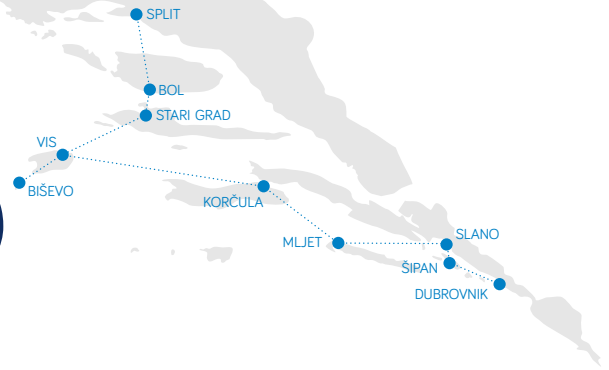 SPLIT
BOL
STARI GRAD
VIS
BIŠEVO
KORČULA
MLJET
SLANO
ŠIPAN
DUBROVNIK